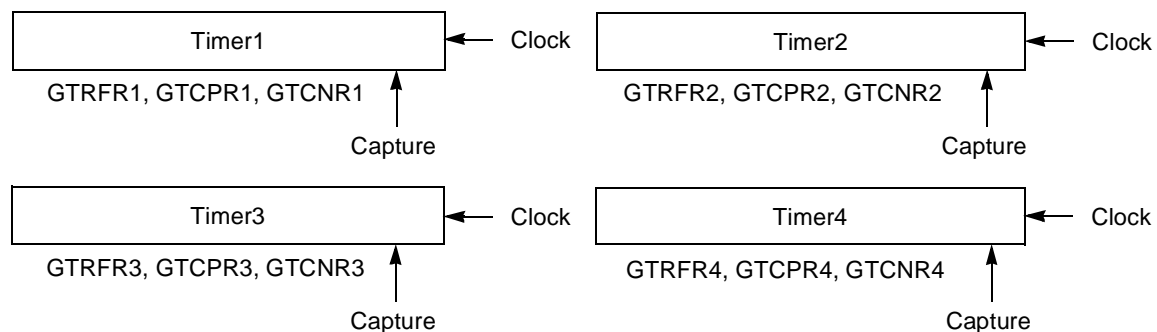 Timer1
Clock
GTRFR1, GTCPR1, GTCNR1
Capture
Timer2
Clock
GTRFR2, GTCPR2, GTCNR2
Capture
Timer3
Clock
GTRFR3, GTCPR3, GTCNR3
Capture
Timer4
Clock
GTRFR4, GTCPR4, GTCNR4
Capture